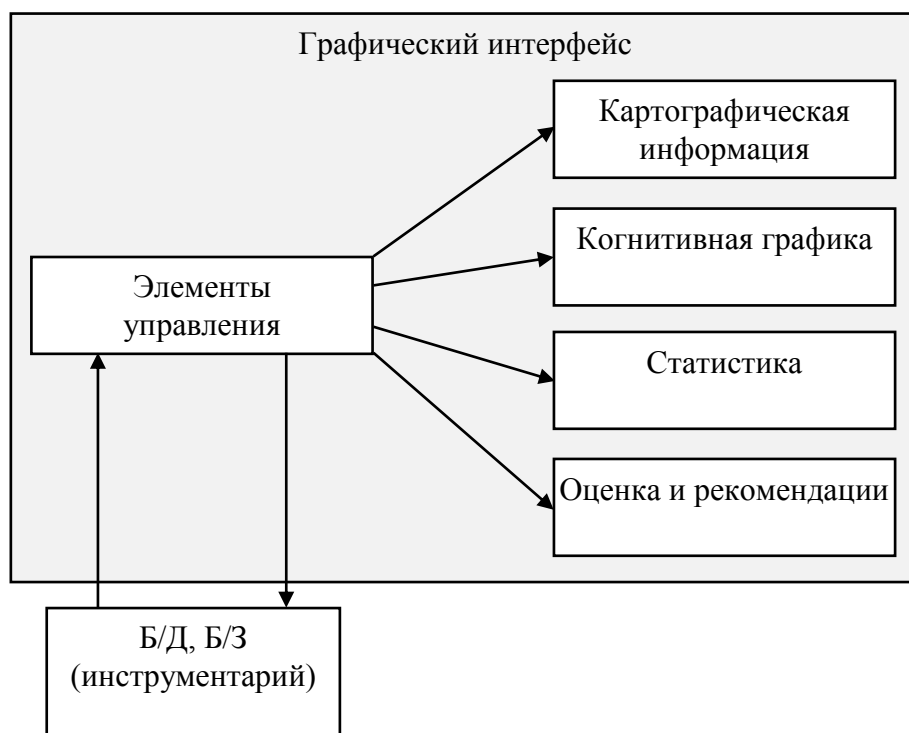 Графический интерфейс
Картографическая
информация
Когнитивная графика
Элементы
управления
Статистика
Оценка и рекомендации
Б/Д, Б/З
(инструментарий)